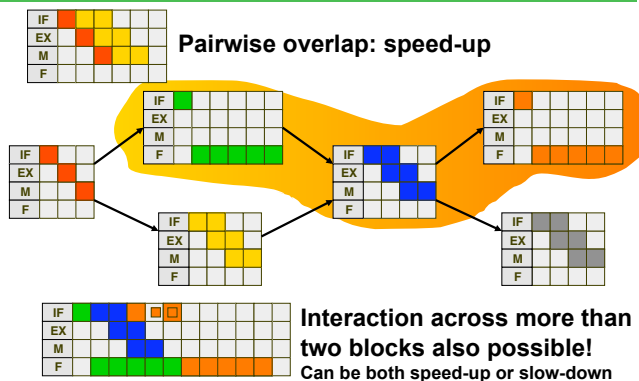 IF
EX
M
F
Pairwise overlap: speed-up
IF
EX
M
F
IF
EX
M
F
IF
EX
M
F
IF
EX
M
F
IF
EX
M
F
IF
EX
M
F
IF
EX
M
F
Interaction across more than
two blocks also possible!
Can be both speed-up or slow-down